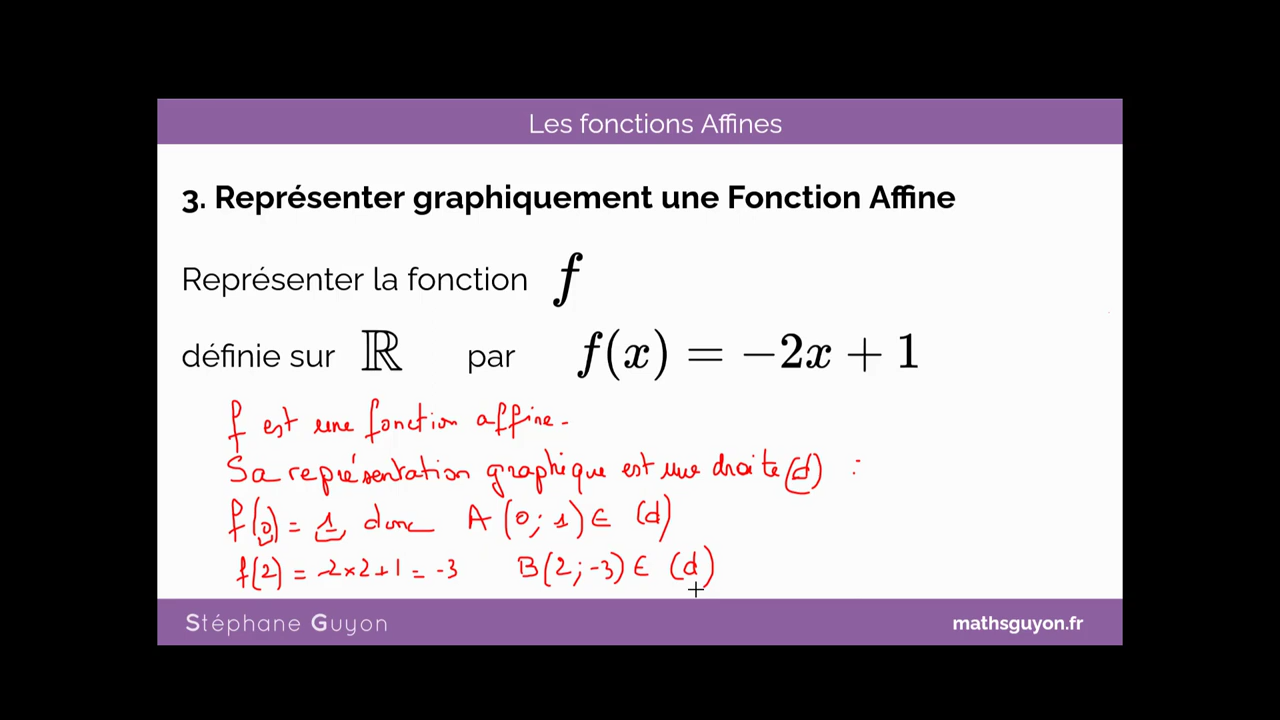 Les fonctions Affines
3. Représenter graphiquement une Fonction Affine
Représenter la fonction f
définie sur ℝ par f(x) = −2x + 1
f est une fonction affine.
Sa représentation graphique est une droite (d) :
f(0) = 1 donc A(0; 1) ∈ (d)
f(2) = -2×2+1 = -3 B(2; -3) ∈ (d)
Stéphane Guyon
mathsguyon.fr